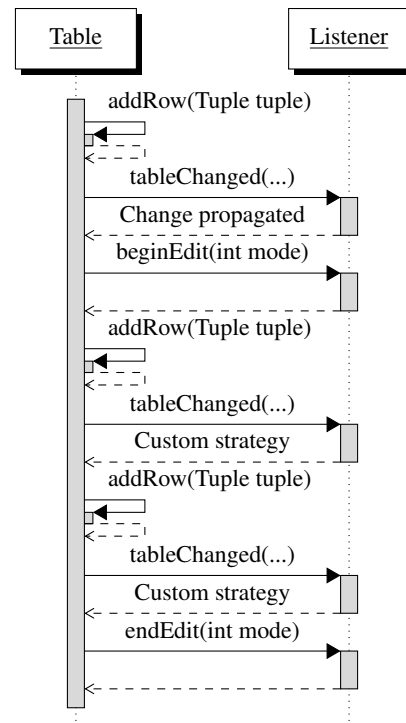 Table
Listener
addRow(Tuple tuple)
tableChanged(...)
Change propagated
beginEdit(int mode)
addRow(Tuple tuple)
tableChanged(...)
Custom strategy
addRow(Tuple tuple)
tableChanged(...)
Custom strategy
endEdit(int mode)